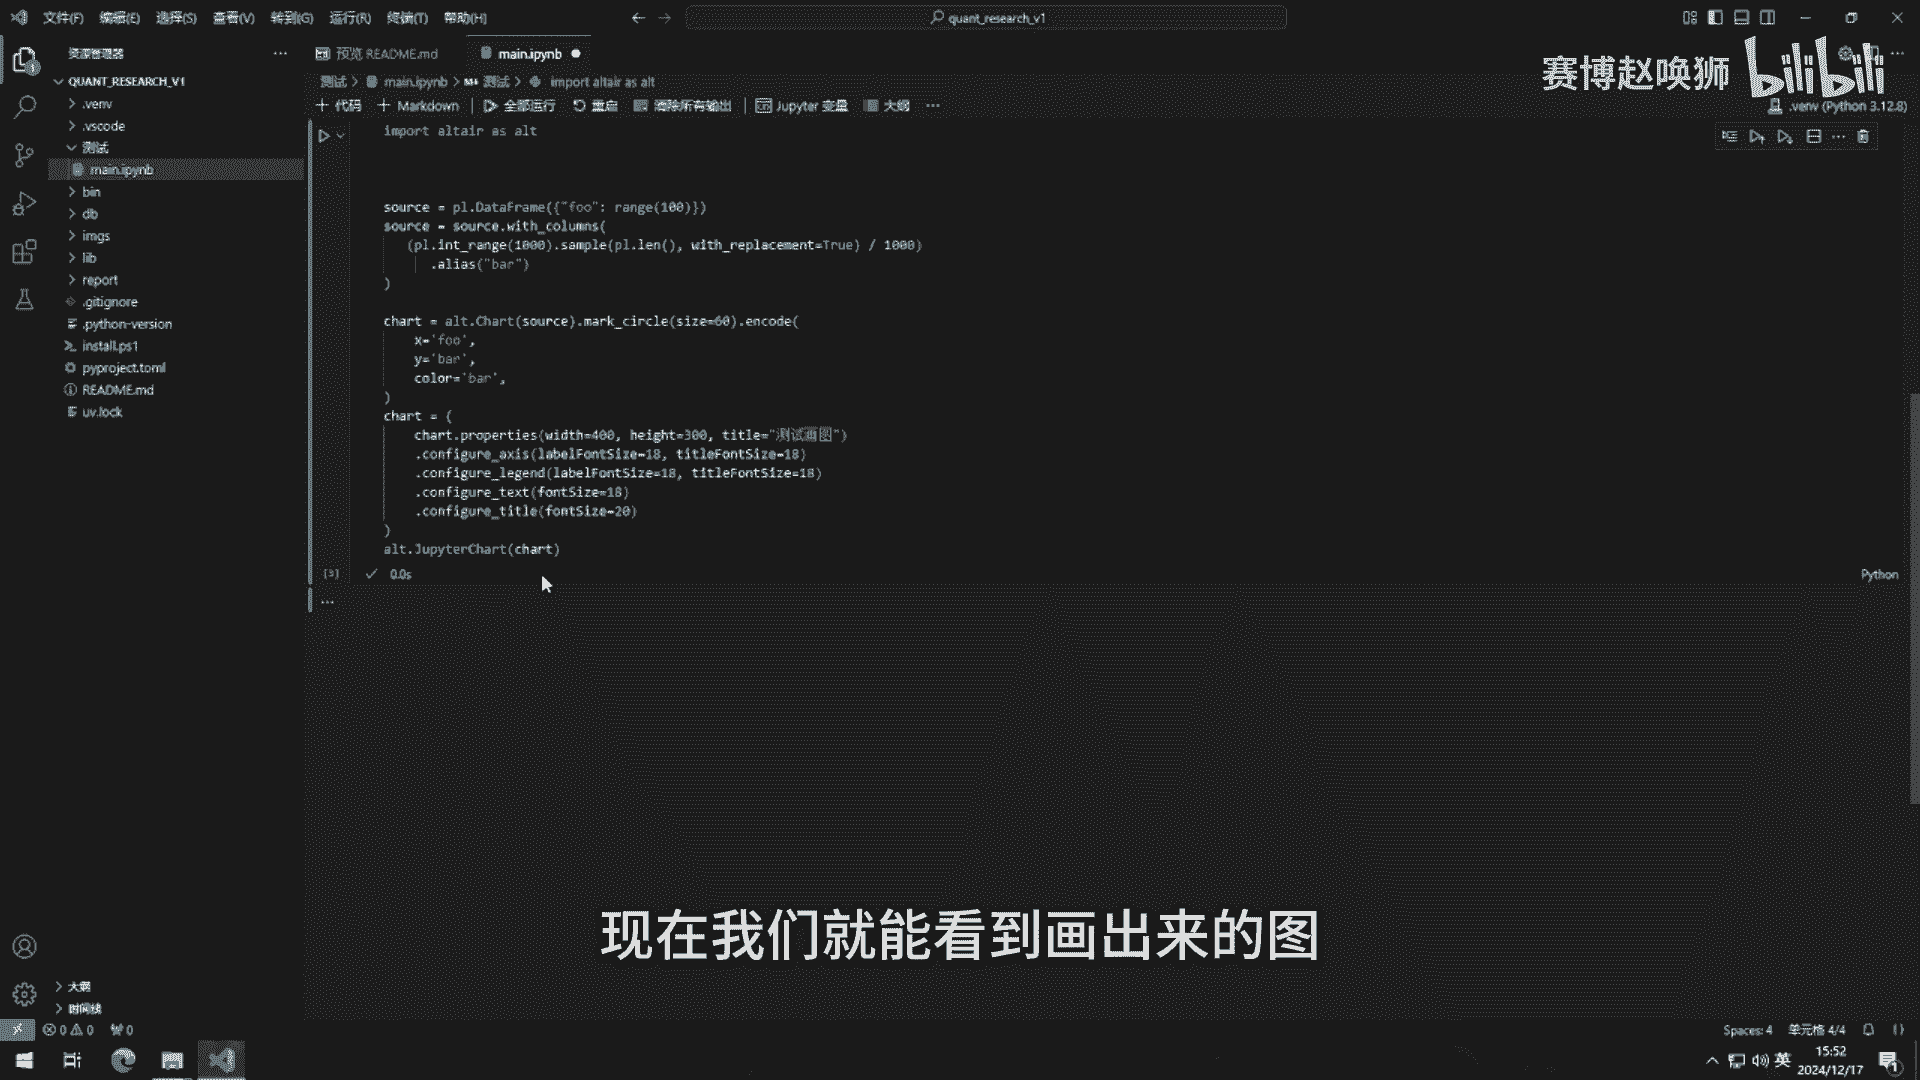 文件(F) 编辑(E) 选择(S) 查看(V) 转到(G) 运行(R) 终端(T) 帮助(H)
quant_research_v1
资源管理器
预览 README.md
main.ipynb
赛博赵唤狮
bilibili
QUANT_RESEARCH_V1
测试 > main.ipynb > 测试 > import altair as alt
+ 代码 + Markdown 全部运行 重启 清除所有输出 Jupyter 变量 大纲 ...
.venv (Python 3.12.8)
.venv
.vscode
测试
main.ipynb
bin
db
imgs
lib
report
.gitignore
.python-version
install.ps1
pyproject.toml
README.md
uv.lock
import altair as alt
source = pl.DataFrame({"foo": range(100)})
source = source.with_columns(
(pl.int_range(1000).sample(pl.len(), with_replacement=True) / 1000)
.alias("bar")
)
chart = alt.Chart(source).mark_circle(size=60).encode(
x='foo',
y='bar',
color='bar',
)
chart = (
chart.properties(width=400, height=300, title="测试画图")
.configure_axis(labelFontSize=18, titleFontSize=18)
.configure_legend(labelFontSize=18, titleFontSize=18)
.configure_text(fontSize=18)
.configure_title(fontSize=20)
)
alt.JupyterChart(chart)
[3] 0.0s
Python
...
现在我们就能看到画出来的图
大纲
时间线
0 0 0
Spaces: 4 单元格 4/4
英
15:52
2024/12/17